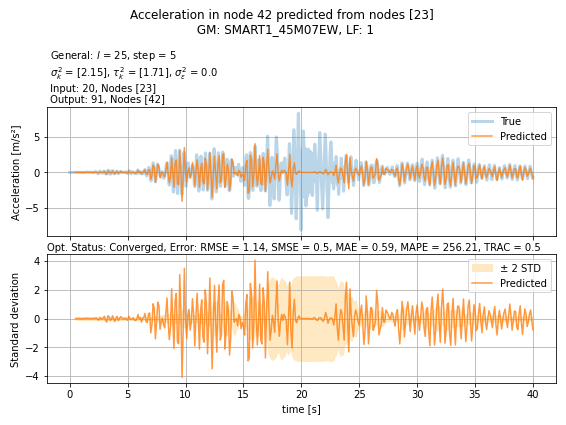 Acceleration in node 42 predicted from nodes [23]
GM: SMART1_45M07EW, LF: 1
General: l = 25, step = 5
σ²ₖ = [2.15], τ²ₖ = [1.71], σ²ε = 0.0
Input: 20, Nodes [23]
Output: 91, Nodes [42]
True
Predicted
Acceleration [m/s²]
5
0
−5
Opt. Status: Converged, Error: RMSE = 1.14, SMSE = 0.5, MAE = 0.59, MAPE = 256.21, TRAC = 0.5
± 2 STD
Predicted
Standard deviation
4
2
0
−2
−4
0 5 10 15 20 25 30 35 40
time [s]